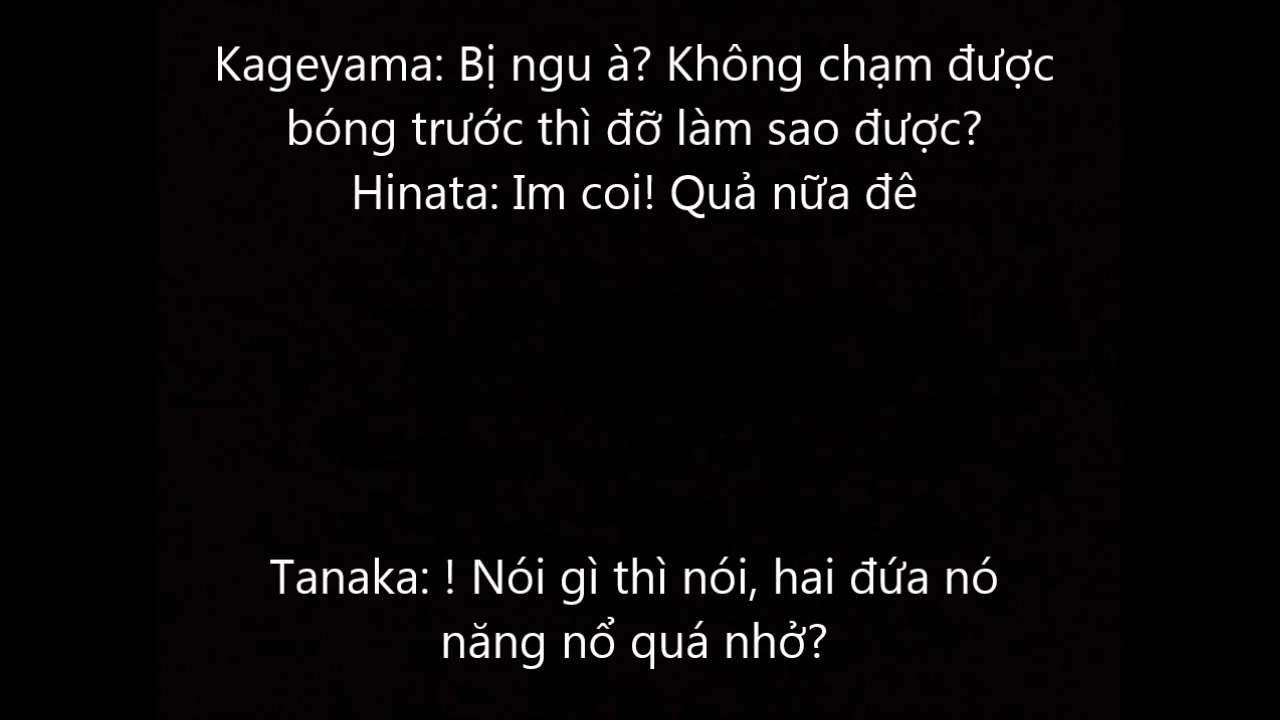 Kageyama: Bị ngu à? Không chạm được
bóng trước thì đỡ làm sao được?
Hinata: Im coi! Quả nữa đê
Tanaka: ! Nói gì thì nói, hai đứa nó
năng nổ quá nhở?